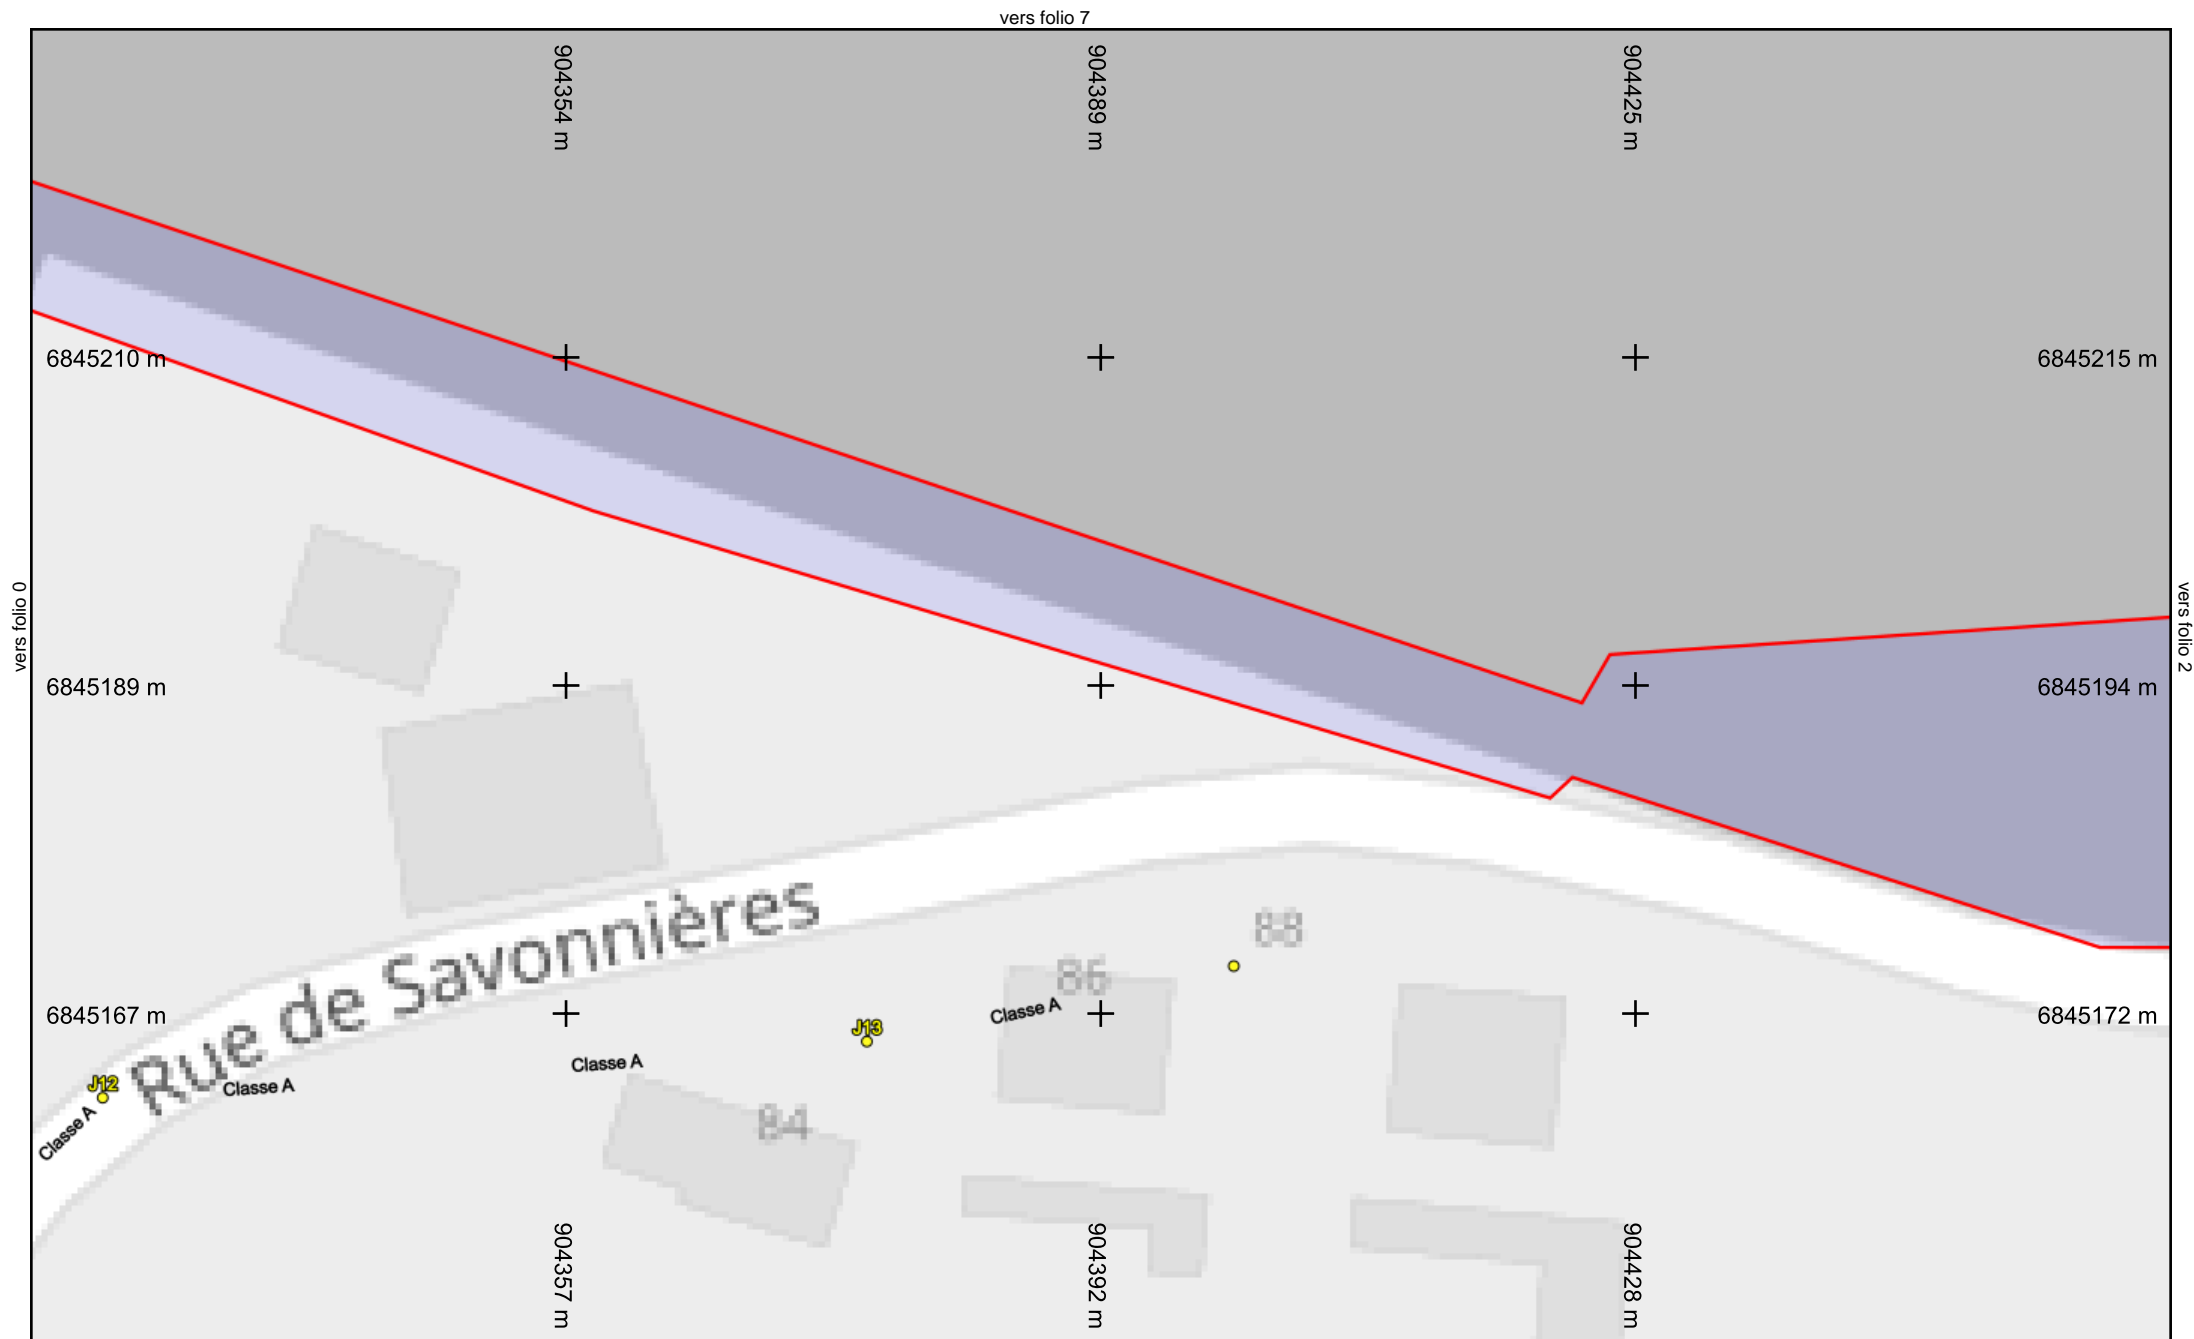 vers folio 7
904354 m
904389 m
904425 m
6845210 m
6845215 m
vers folio 0
vers folio 2
6845189 m
6845194 m
Rue de Savonnières
88
86
Classe A
6845167 m
6845172 m
J13
Classe A
J12
Classe A
Classe A
84
904357 m
904392 m
904428 m